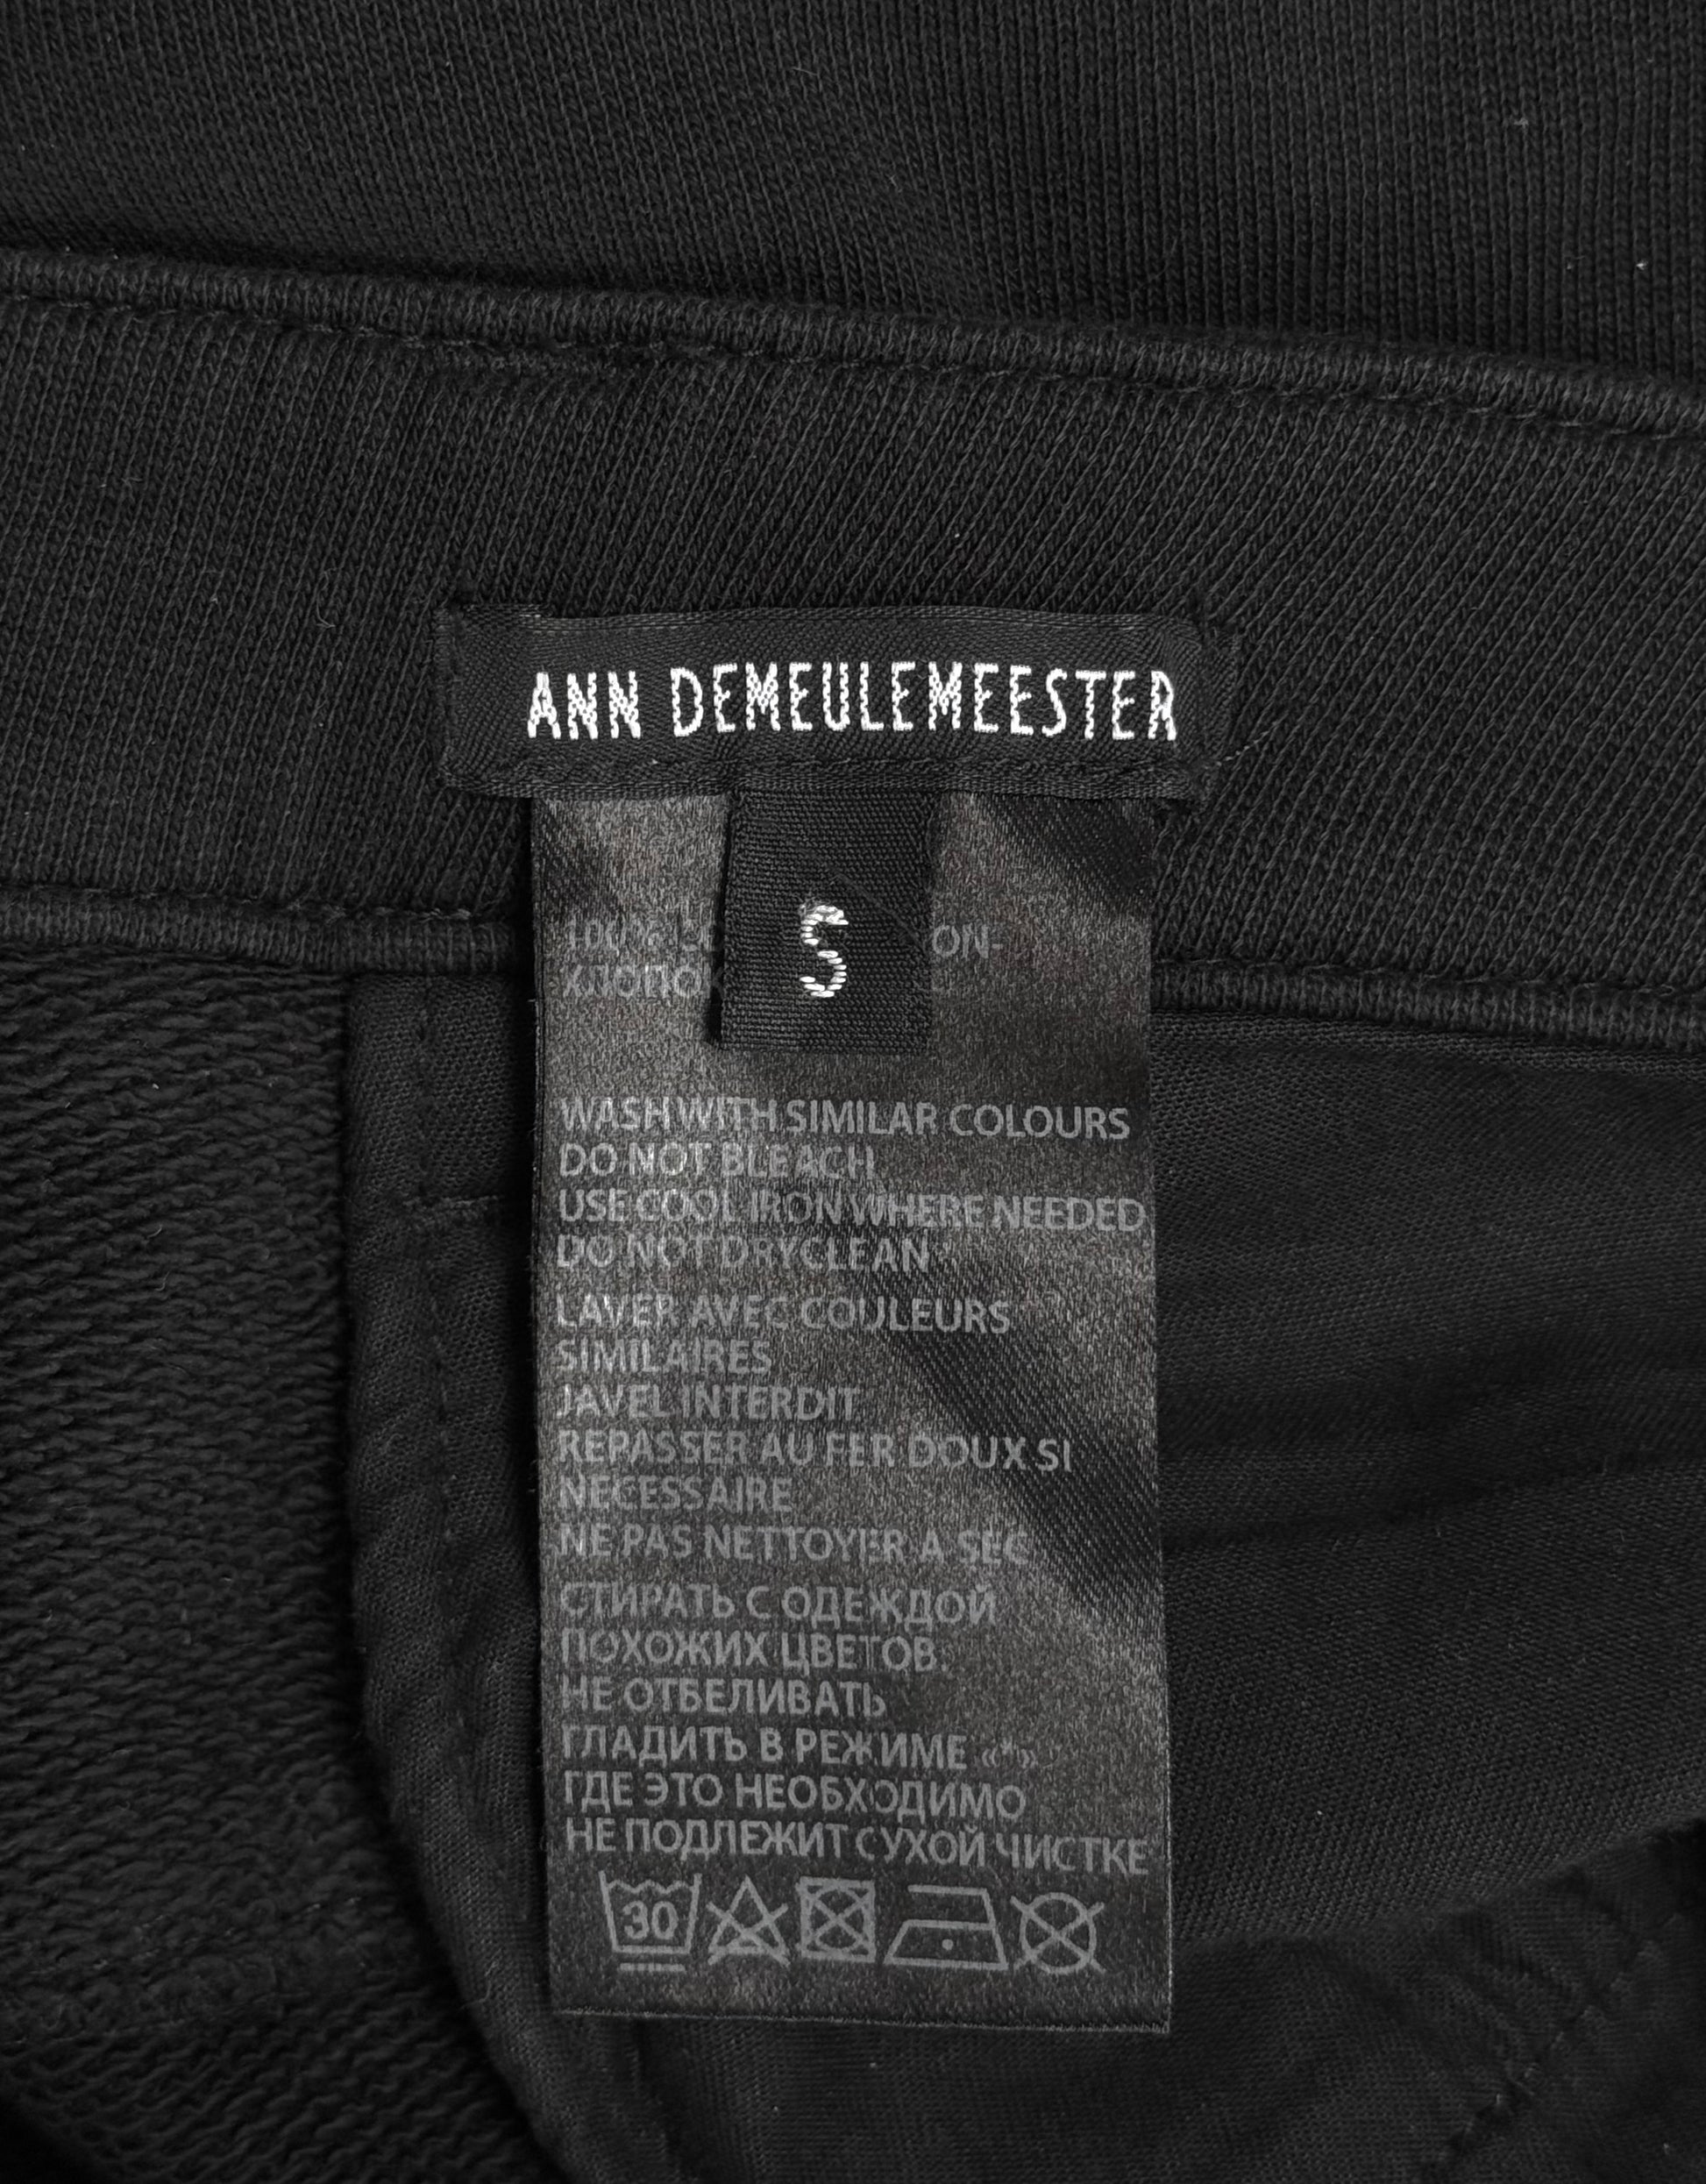 ANN DEMEULEMEESTER
S
100%
WASH WITH SIMILAR COLOURS
DO NOT BLEACH
USE COOL IRON WHERE NEEDED
DO NOT DRYCLEAN
LAVER AVEC COULEURS
SIMILAIRES
JAVEL INTERDIT
REPASSER AU FER DOUX SI
NECESSAIRE
NE PAS NETTOYER A SEC
СТИРАТЬ С ОДЕЖДОЙ
ПОХОЖИХ ЦВЕТОВ.
НЕ ОТБЕЛИВАТЬ
ГЛАДИТЬ В РЕЖИМЕ «*»
ГДЕ ЭТО НЕОБХОДИМО
НЕ ПОДЛЕЖИТ СУХОЙ ЧИСТКЕ
30